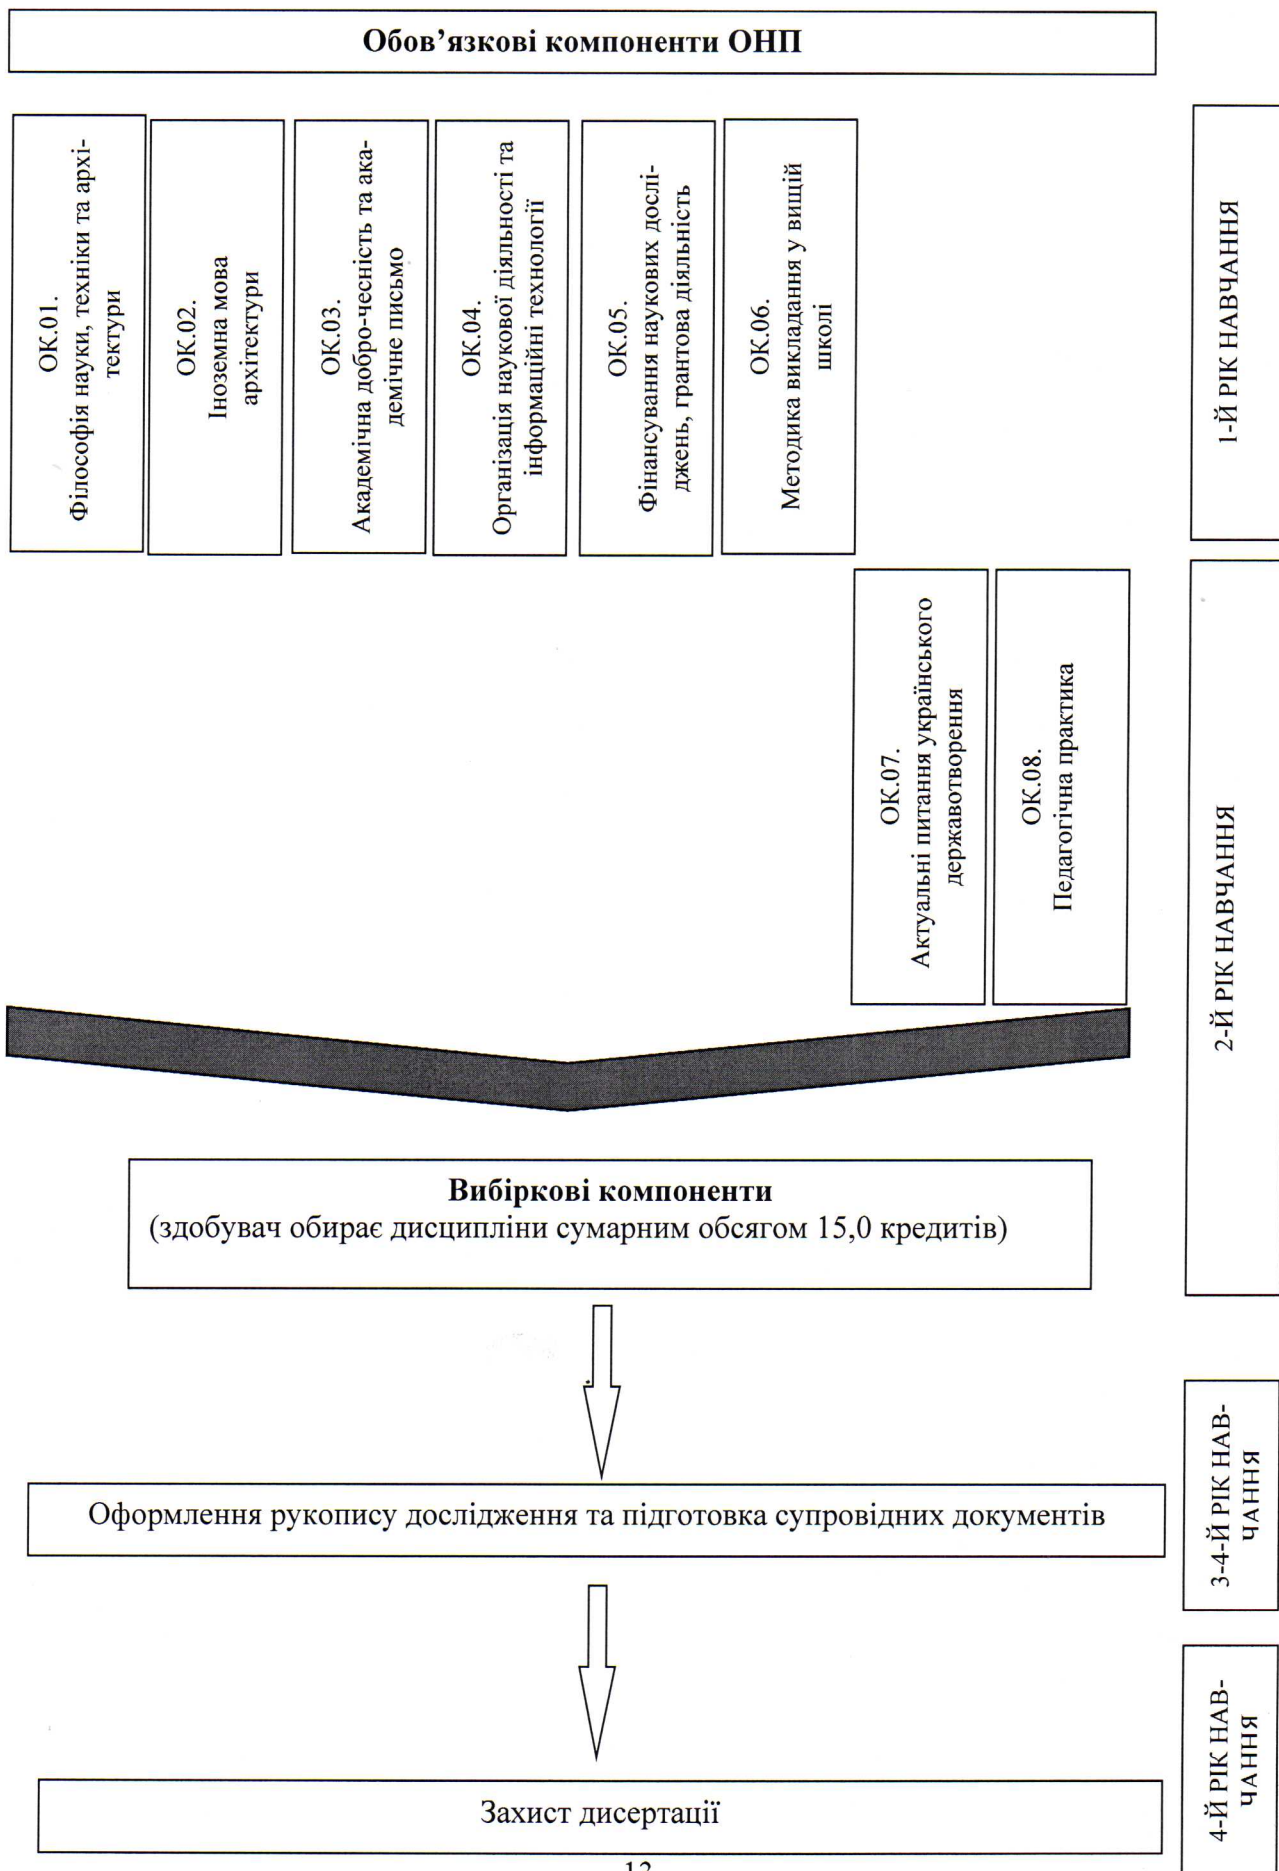 Обов’язкові компоненти ОНП
ОК.01.
Філософія науки, техніки та архі-
тектури
ОК.02.
Іноземна мова
архітектури
ОК.03.
Академічна добро-чесність та ака-
демічне письмо
ОК.04.
Організація наукової діяльності та
інформаційні технології
ОК.05.
Фінансування наукових дослі-
джень, грантова діяльність
ОК.06.
Методика викладання у вищій
школі
1-Й РІК НАВЧАННЯ
ОК.07.
Актуальні питання українського
державотворення
ОК.08.
Педагогічна практика
2-Й РІК НАВЧАННЯ
Вибіркові компоненти
(здобувач обирає дисципліни сумарним обсягом 15,0 кредитів)
Оформлення рукопису дослідження та підготовка супровідних документів
3-4-Й РІК НАВ-
ЧАННЯ
Захист дисертації
4-Й РІК НАВ-
ЧАННЯ